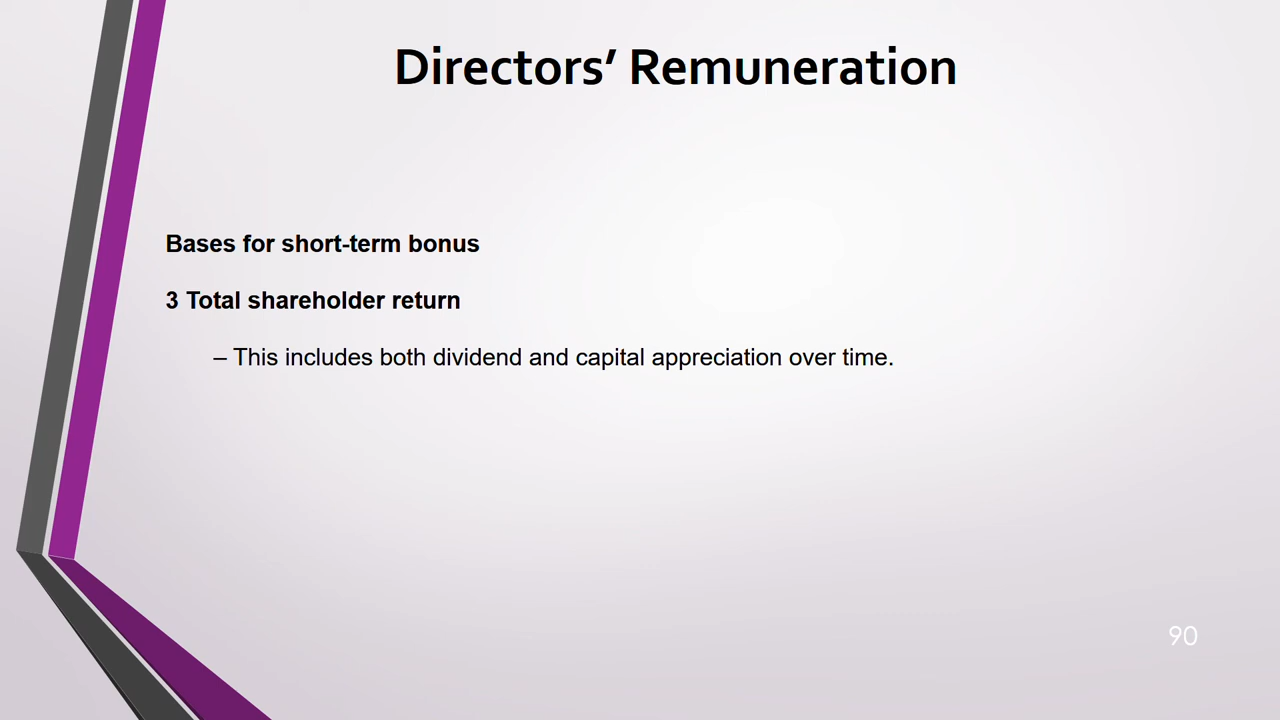 Directors’ Remuneration
Bases for short-term bonus
3 Total shareholder return
– This includes both dividend and capital appreciation over time.
90